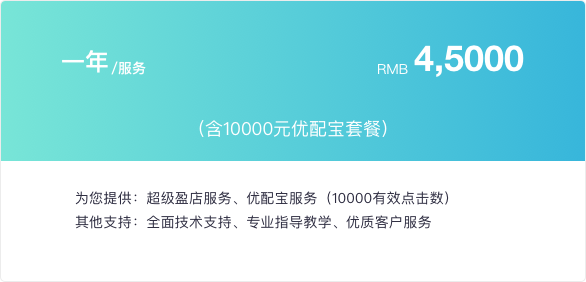 一年 /服务 RMB 4,5000
（含10000元优配宝套餐）
为您提供：超级盈店服务、优配宝服务（10000有效点击数）
其他支持：全面技术支持、专业指导教学、优质客户服务